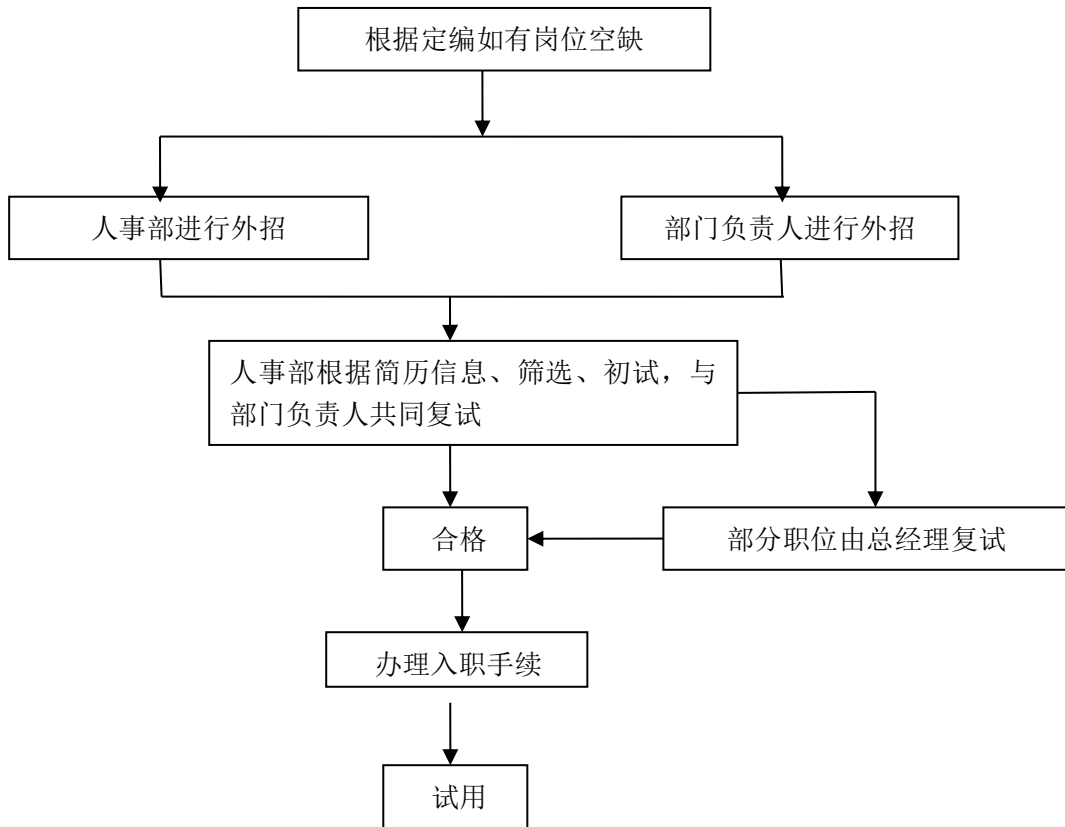 根据定编如有岗位空缺
人事部进行外招
部门负责人进行外招
人事部根据简历信息、筛选、初试，与
部门负责人共同复试
合格
部分职位由总经理复试
办理入职手续
试用